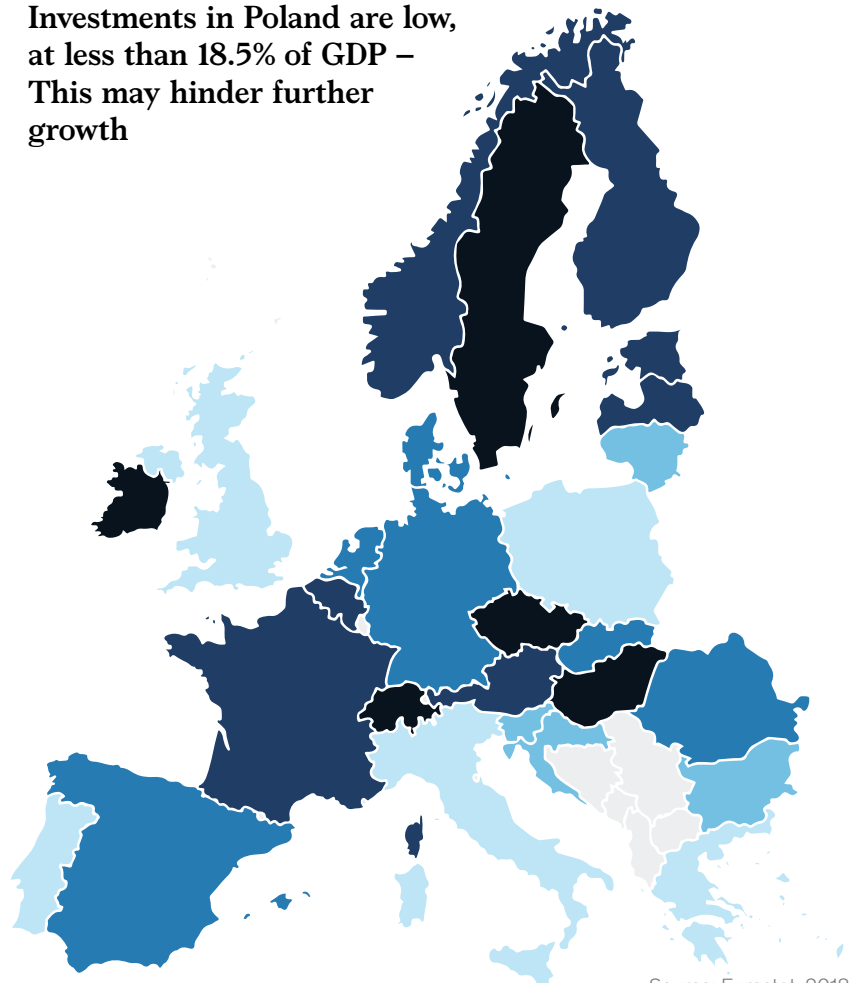 Investments in Poland are low,
at less than 18.5% of GDP –
This may hinder further
growth